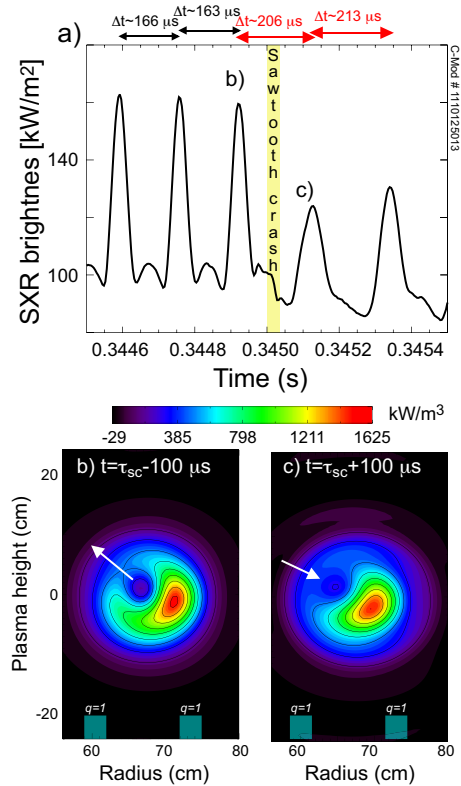 Δt~166 μs Δt~163 μs Δt~206 μs Δt~213 μs
a)
C-Mod # 1110125013
SXR brightnes [kW/m2]
160
100
b)
c)
Sawtooth crash
0.3446 0.3448 0.3450 0.3452 0.3454
Time (s)
kW/m³
-29 385 798 1211 1625
b) t=τsc-100 μs
c) t=τsc+100 μs
Plasma height (cm)
20
0
-20
q=1 q=1
q=1 q=1
60 70 80
60 70 80
Radius (cm)
Radius (cm)